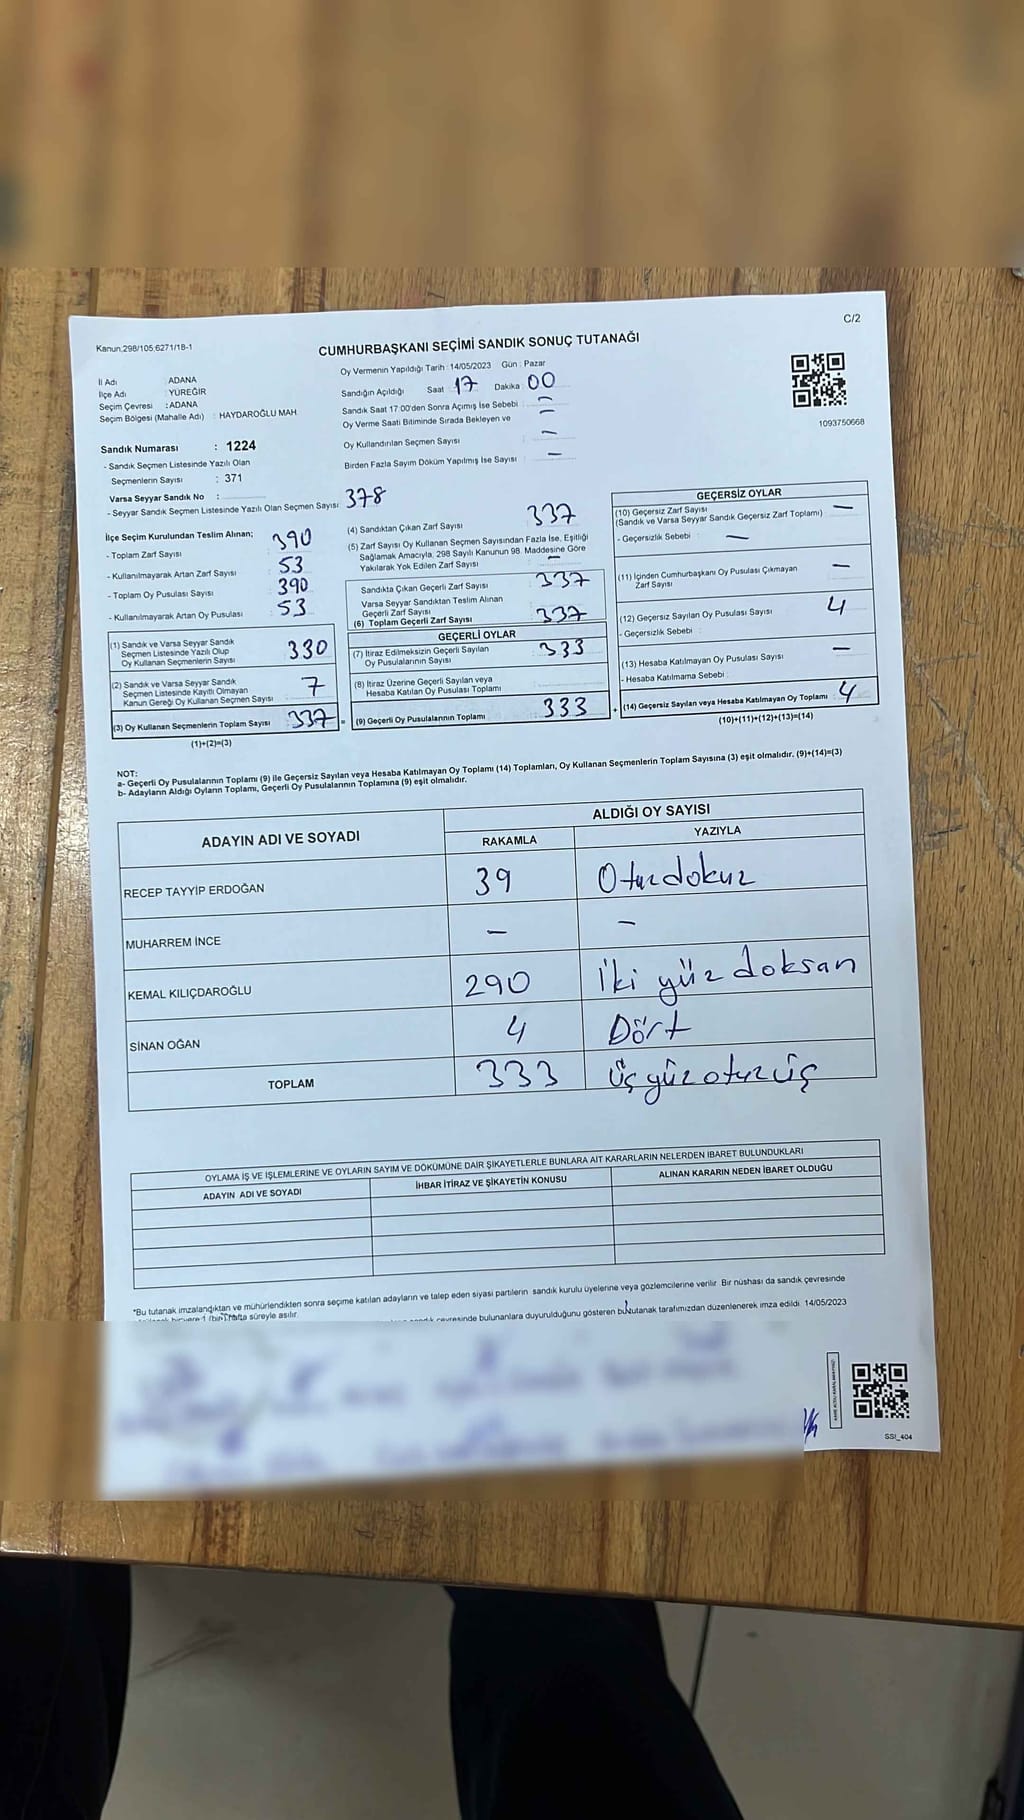 C/2
Kanun:298/105;6271/18-1
CUMHURBAŞKANI SEÇİMİ SANDIK SONUÇ TUTANAĞI
İl Adı : ADANA
İlçe Adı : YÜREĞİR
Seçim Çevresi : ADANA
Seçim Bölgesi (Mahalle Adı) : HAYDAROĞLU MAH
Sandık Numarası : 1224
- Sandık Seçmen Listesinde Yazılı Olan
Seçmenlerin Sayısı : 371
Varsa Seyyar Sandık No :
- Seyyar Sandık Seçmen Listesinde Yazılı Olan Seçmen Sayısı 378
Oy Vermenin Yapıldığı Tarih : 14/05/2023 Gün : Pazar
Sandığın Açıldığı Saat 17 Dakika 00
Sandık Saat 17:00'den Sonra Açımış İse Sebebi : -
Oy Verme Saati Bitiminde Sırada Bekleyen ve -
Oy Kullandırılan Seçmen Sayısı : -
Birden Fazla Sayım Döküm Yapılmış İse Sayısı : -
1093750668
İlçe Seçim Kurulundan Teslim Alınan;
- Toplam Zarf Sayısı : 390
- Kullanılmayarak Artan Zarf Sayısı : 53
- Toplam Oy Pusulası Sayısı : 390
- Kullanılmayarak Artan Oy Pusulası : 53
(1) Sandık ve Varsa Seyyar Sandık
Seçmen Listesinde Yazılı Olup
Oy Kullanan Seçmenlerin Sayısı : 330
(2) Sandık ve Varsa Seyyar Sandık
Seçmen Listesinde Kayıtlı Olmayan
Kanun Gereği Oy Kullanan Seçmen Sayısı : 7
(3) Oy Kullanan Seçmenlerin Toplam Sayısı : 337 =
(1)+(2)=(3)
(4) Sandıktan Çıkan Zarf Sayısı : 337
(5) Zarf Sayısı Oy Kullanan Seçmen Sayısından Fazla İse, Eşitliği
Sağlamak Amacıyla, 298 Sayılı Kanunun 98. Maddesine Göre
Yakılarak Yok Edilen Zarf Sayısı : -
Sandıkta Çıkan Geçerli Zarf Sayısı : 337
Varsa Seyyar Sandıktan Teslim Alınan
Geçerli Zarf Sayısı
(6) Toplam Geçerli Zarf Sayısı : 337
GEÇERLİ OYLAR
(7) İtiraz Edilmeksizin Geçerli Sayılan
Oy Pusulalarının Sayısı : 333
(8) İtiraz Üzerine Geçerli Sayılan veya
Hesaba Katılan Oy Pusulası Toplamı
(9) Geçerli Oy Pusulalarının Toplamı : 333 +
GEÇERSİZ OYLAR
(10) Geçersiz Zarf Sayısı
(Sandık ve Varsa Seyyar Sandık Geçersiz Zarf Toplamı) : -
- Geçersizlik Sebebi : -
(11) İçinden Cumhurbaşkanı Oy Pusulası Çıkmayan
Zarf Sayısı : -
(12) Geçersiz Sayılan Oy Pusulası Sayısı : 4
- Geçersizlik Sebebi :
(13) Hesaba Katılmayan Oy Pusulası Sayısı : -
- Hesaba Katılmama Sebebi :
(14) Geçersiz Sayılan veya Hesaba Katılmayan Oy Toplamı : 4
(10)+(11)+(12)+(13)=(14)
NOT:
a- Geçerli Oy Pusulalarının Toplamı (9) ile Geçersiz Sayılan veya Hesaba Katılmayan Oy Toplamı (14) Toplamları, Oy Kullanan Seçmenlerin Toplam Sayısına (3) eşit olmalıdır. (9)+(14)=(3)
b- Adayların Aldığı Oyların Toplamı, Geçerli Oy Pusulalarının Toplamına (9) eşit olmalıdır.
ADAYIN ADI VE SOYADI ALDIĞI OY SAYISI
RAKAMLA YAZIYLA
RECEP TAYYİP ERDOĞAN 39 Otuzdokuz
MUHARREM İNCE - -
KEMAL KILIÇDAROĞLU 290 İki yüz doksan
SİNAN OĞAN 4 Dört
TOPLAM 333 üçyüzotuzüç
OYLAMA İŞ VE İŞLEMLERİNE VE OYLARIN SAYIM VE DÖKÜMÜNE DAİR ŞİKAYETLERLE BUNLARA AİT KARARLARIN NELERDEN İBARET BULUNDUKLARI
ADAYIN ADI VE SOYADI İHBAR İTİRAZ VE ŞİKAYETİN KONUSU ALINAN KARARIN NEDEN İBARET OLDUĞU
*Bu tutanak imzalandıktan ve mühürlendikten sonra seçime katılan adayların ve talep eden siyasi partilerin sandık kurulu üyelerine veya gözlemcilerine verilir. Bir nüshası da sandık çevresinde
bir yere 1 (bir) hafta süreyle asılır.
sandık çevresinde bulunanlara duyurulduğunu gösteren bu tutanak tarafımızdan düzenlenerek imza edildi. 14/05/2023
SSI_404